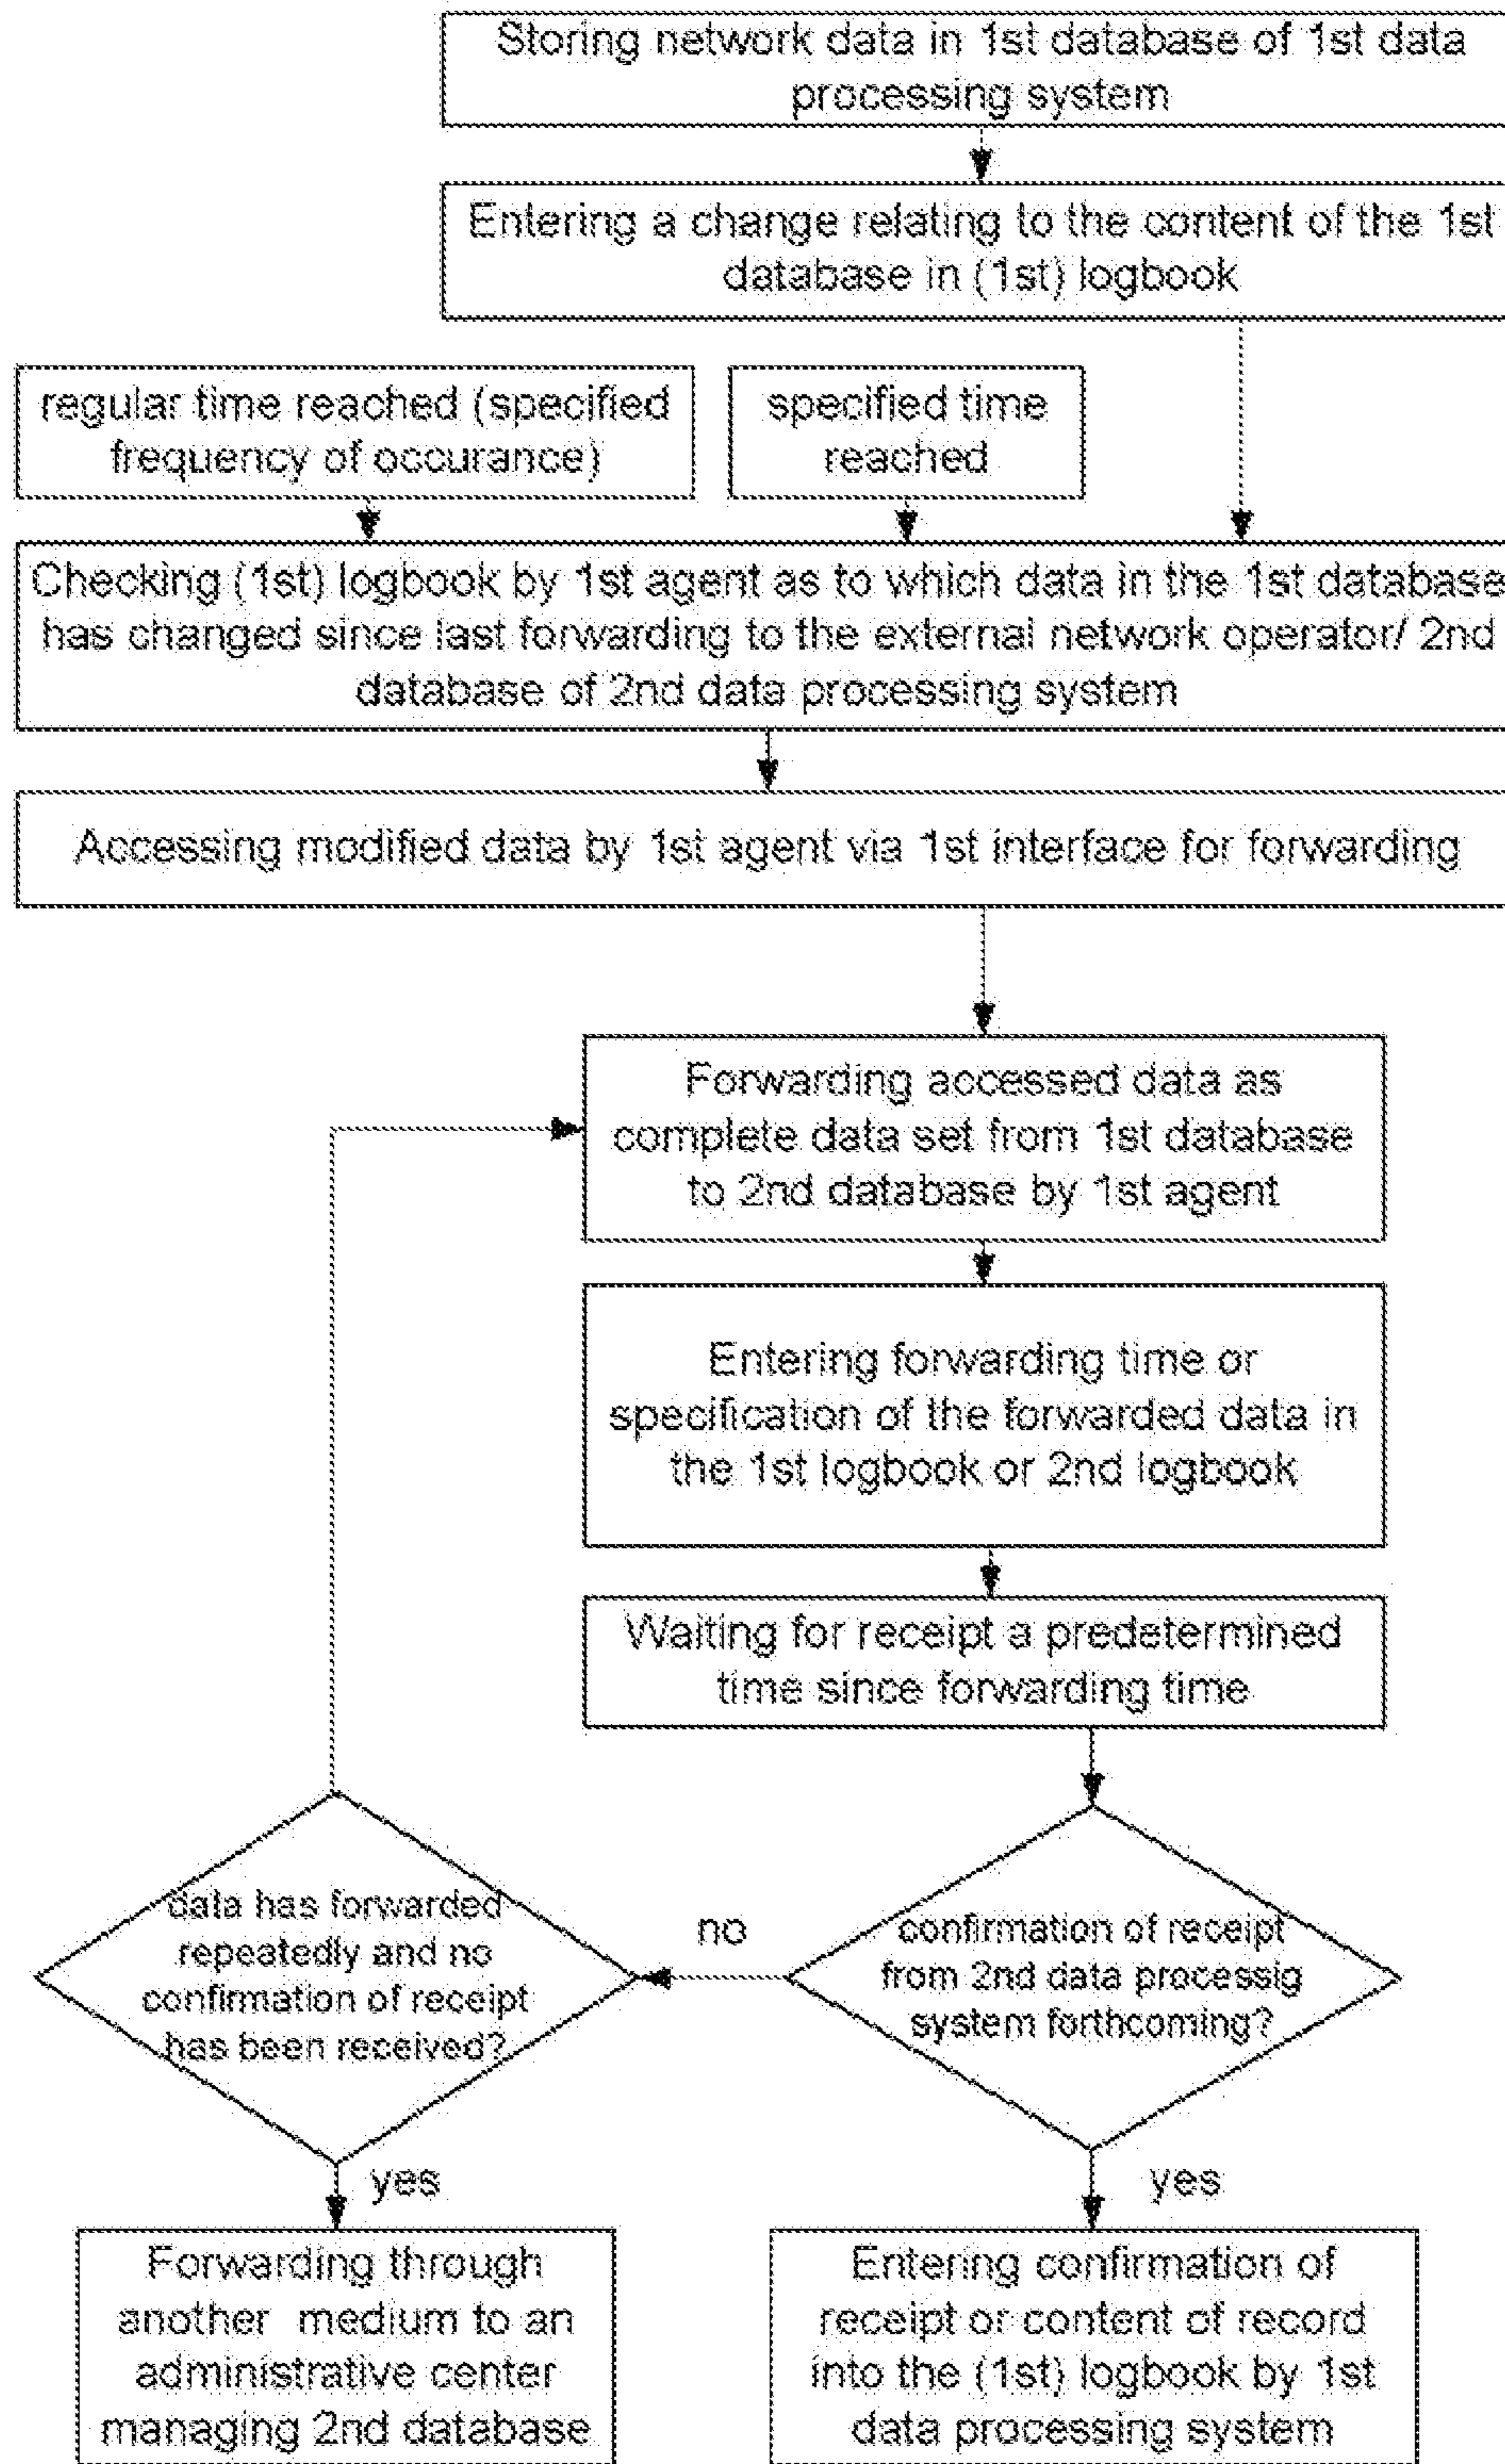 Storing network data in 1st database of 1st data
processing system
Entering a change relating to the content of the 1st
database in (1st) logbook
regular time reached (specified
frequency of occurance)
specified time
reached
Checking (1st) logbook by 1st agent as to which data in the 1st database
has changed since last forwarding to the external network operator/ 2nd
database of 2nd data processing system
Accessing modified data by 1st agent via 1st interface for forwarding
Forwarding accessed data as
complete data set from 1st database
to 2nd database by 1st agent
Entering forwarding time or
specification of the forwarded data in
the 1st logbook or 2nd logbook
Waiting for receipt a predetermined
time since forwarding time
data has forwarded
repeatedly and no
confirmation of receipt
has been received?
no
confirmation of receipt
from 2nd data processig
system forthcoming?
yes
yes
Forwarding through
another medium to an
administrative center
managing 2nd database
Entering confirmation of
receipt or content of record
into the (1st) logbook by 1st
data processing system